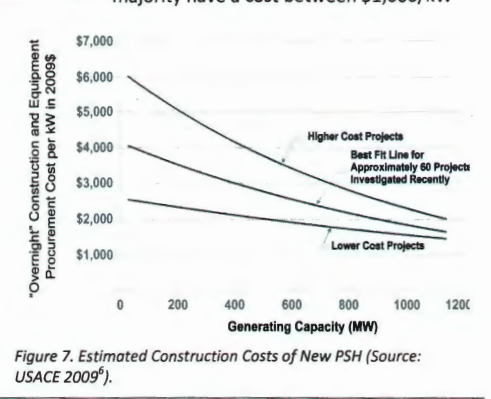 majority have a cost between $1,000/kW
"Overnight" Construction and Equipment
Procurement Cost per kW in 2009$
$7,000
$6,000
$5,000
$4,000
$3,000
$2,000
$1,000
Higher Cost Projects
Best Fit Line for
Approximately 60 Projects
Investigated Recently
Lower Cost Projects
0 200 400 600 800 1000 1200
Generating Capacity (MW)
Figure 7. Estimated Construction Costs of New PSH (Source:
USACE 2009⁶).